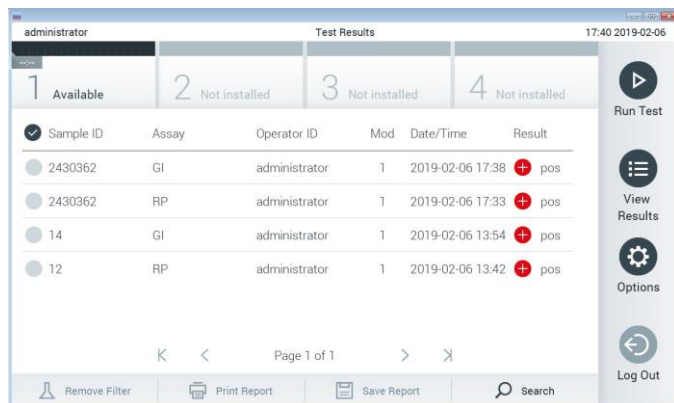 administrator Test Results 17:40 2019-02-06
--:--
1 Available 2 Not installed 3 Not installed 4 Not installed
Run Test
Sample ID Assay Operator ID Mod Date/Time Result
2430362 GI administrator 1 2019-02-06 17:38 pos
2430362 RP administrator 1 2019-02-06 17:33 pos
14 GI administrator 1 2019-02-06 13:54 pos
12 RP administrator 1 2019-02-06 13:42 pos
View
Results
Options
Page 1 of 1
Log Out
Remove Filter Print Report Save Report Search